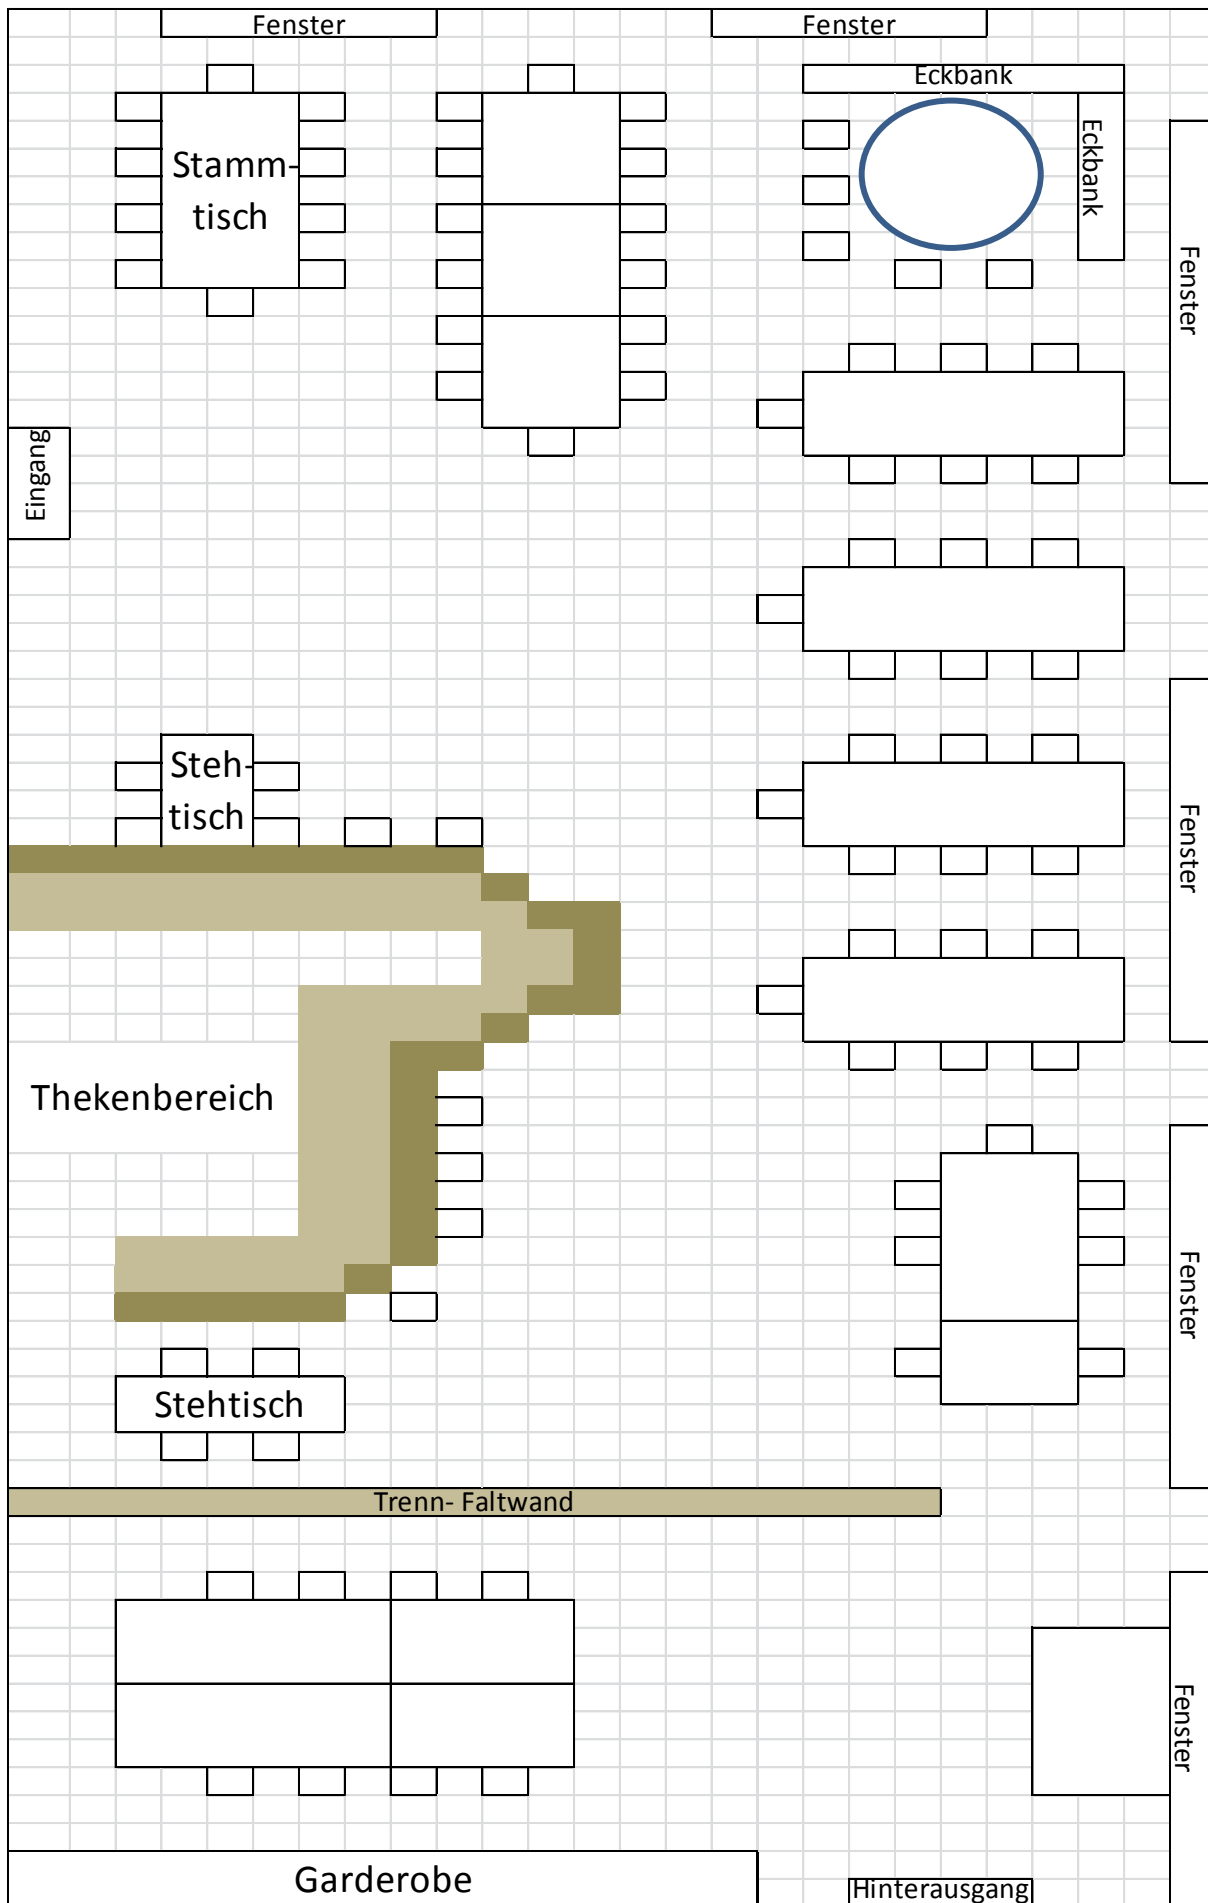 Fenster
Fenster
Eckbank
Eckbank
Stamm-
tisch
Fenster
Eingang
Steh-
tisch
Fenster
Thekenbereich
Fenster
Stehtisch
Trenn- Faltwand
Fenster
Garderobe
Hinterausgang